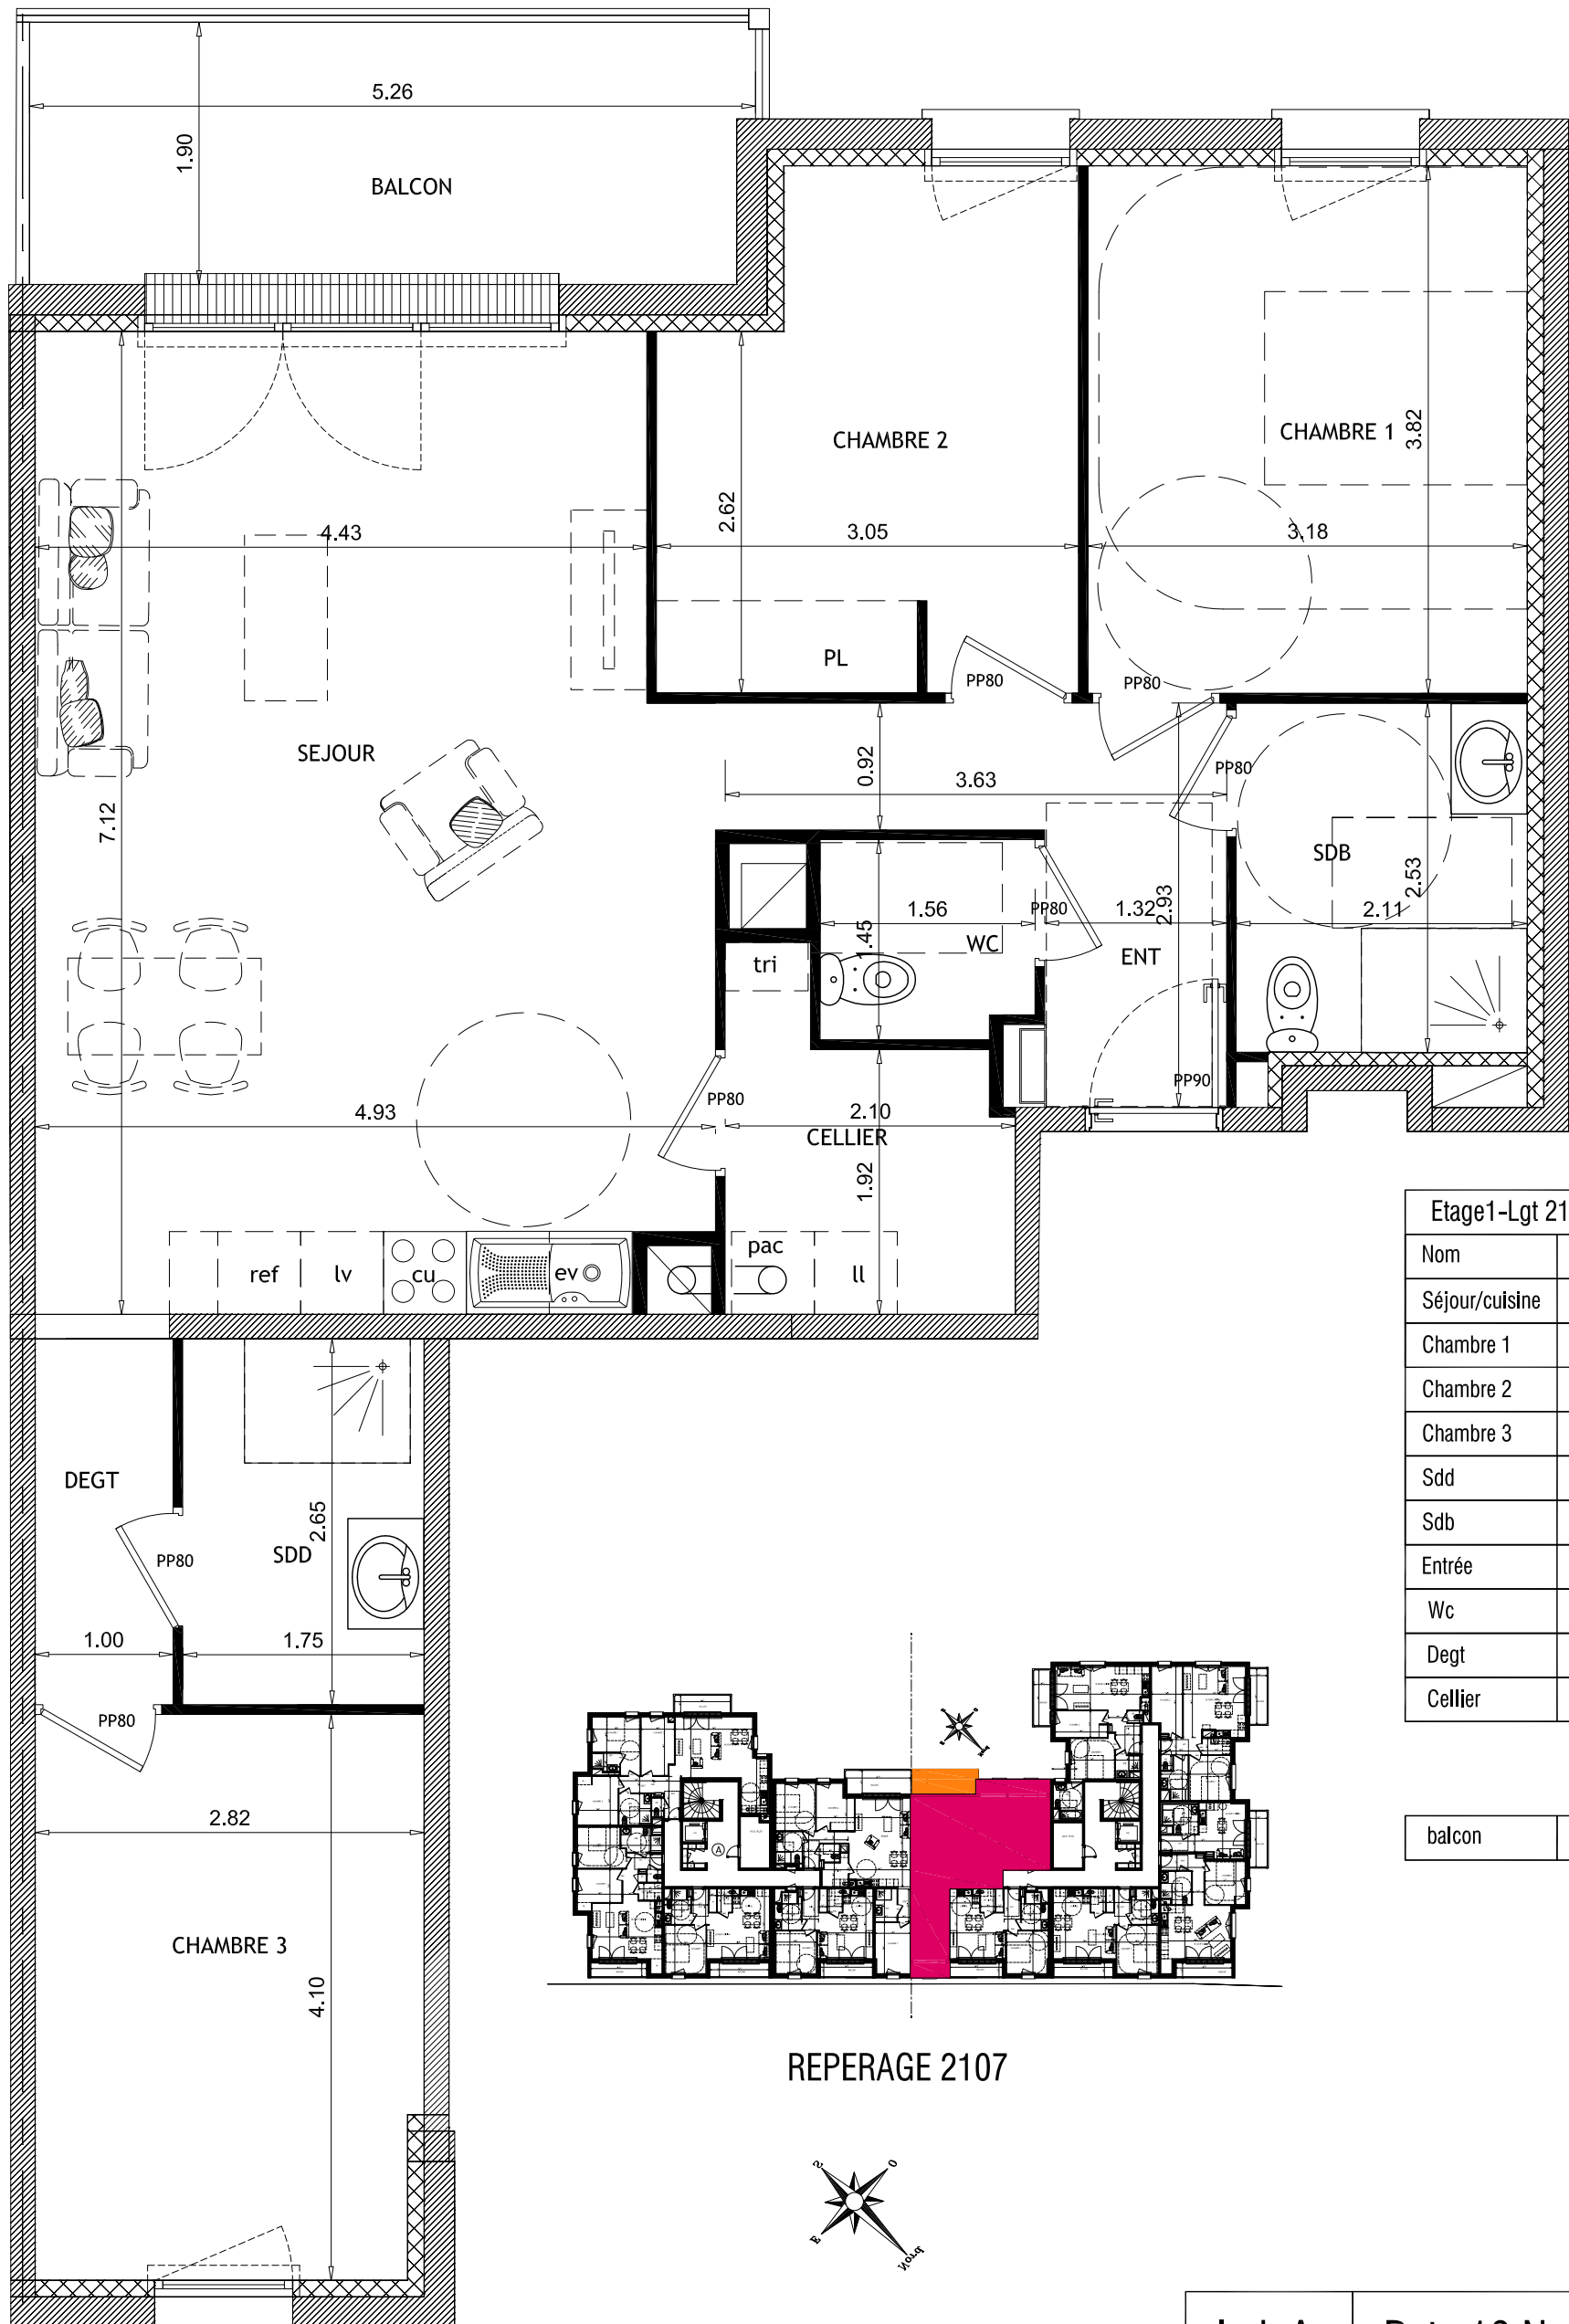 5.26
1.90
BALCON
CHAMBRE 2
CHAMBRE 1
3.82
2.62
4.43
3.05
3.18
PL
PP80
PP80
SEJOUR
0.92
3.63
PP80
7.12
SDB
2.53
1.56
PP80
1.32
2.93
2.11
1.45
WC
ENT
tri
PP90
4.93
PP80
2.10
CELLIER
1.92
pac
ref
lv
cu
ev
ll
Etage1-Lgt 21
Nom
Séjour/cuisine
Chambre 1
Chambre 2
Chambre 3
Sdd
Sdb
Entrée
Wc
Degt
Cellier
balcon
DEGT
2.65
SDD
PP80
1.00
1.75
PP80
2.82
CHAMBRE 3
4.10
A
REPERAGE 2107
S
O
E
Nord